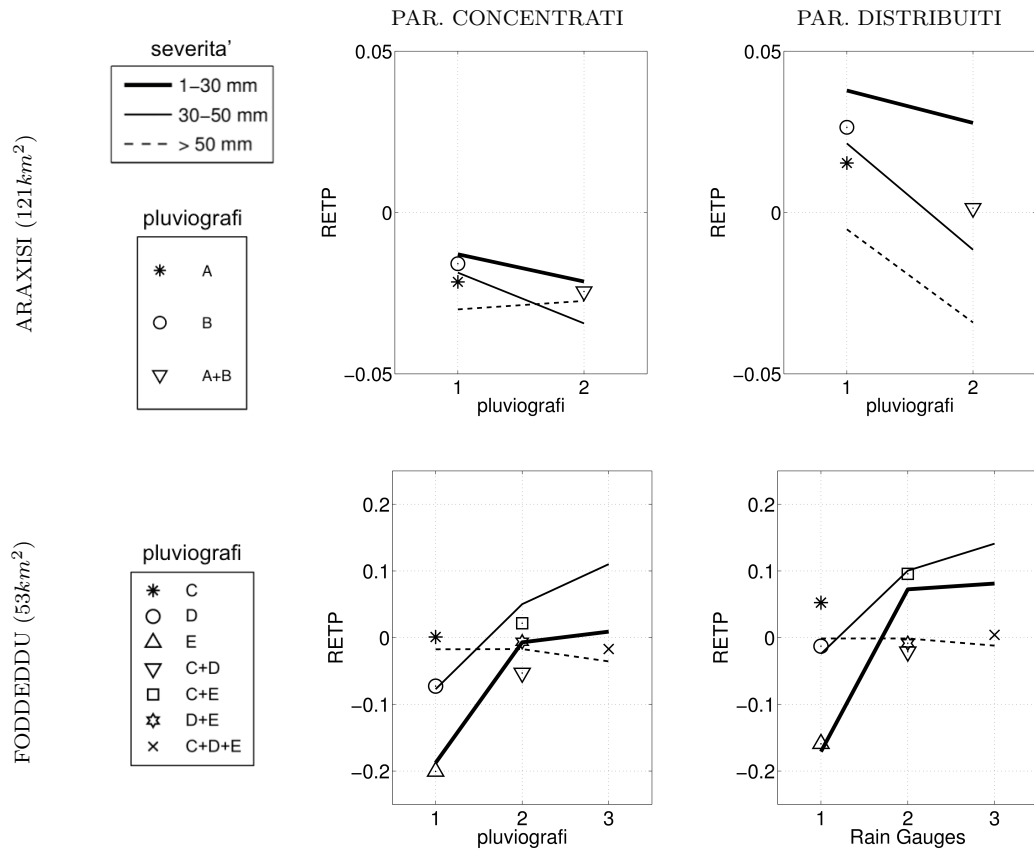 PAR. CONCENTRATI
PAR. DISTRIBUITI
ARAXISI (121km²)
severita'
1−30 mm
30−50 mm
> 50 mm
pluviografi
A
B
A+B
0.05
0
−0.05
RETP
1 2
pluviografi
0.05
0
−0.05
RETP
1 2
pluviografi
FODDEDDU (53km²)
pluviografi
C
D
E
C+D
C+E
D+E
C+D+E
0.2
0.1
0
−0.1
−0.2
RETP
1 2 3
pluviografi
0.2
0.1
0
−0.1
−0.2
RETP
1 2 3
Rain Gauges